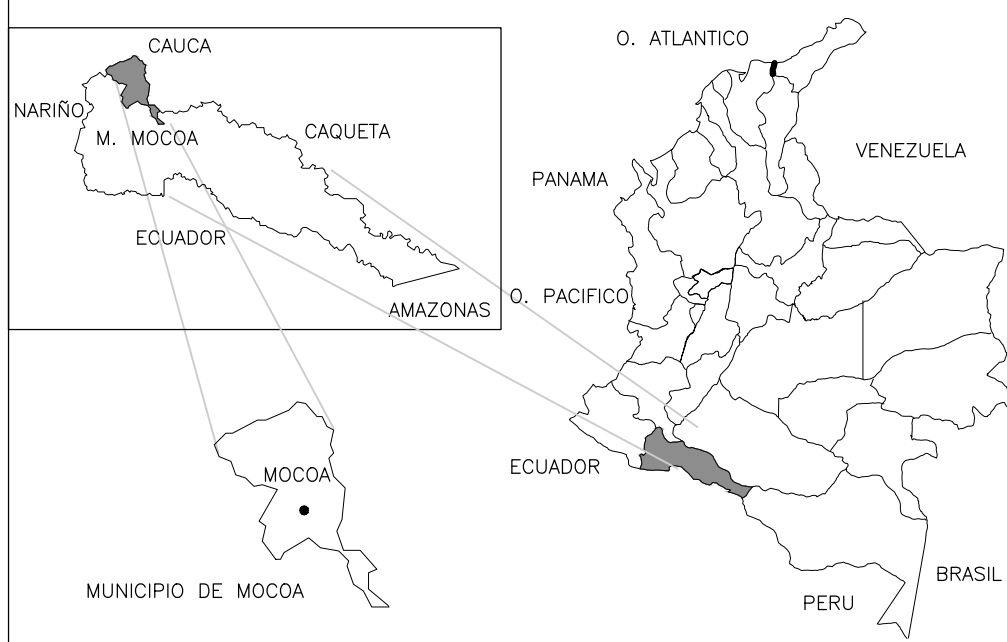 CAUCA
NARIÑO
M. MOCOA
CAQUETA
ECUADOR
AMAZONAS
O. ATLANTICO
VENEZUELA
PANAMA
O. PACIFICO
ECUADOR
BRASIL
PERU
MOCOA
MUNICIPIO DE MOCOA